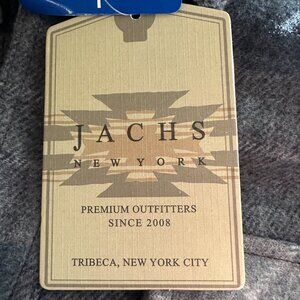 JACHS
NEW YORK
PREMIUM OUTFITTERS
SINCE 2008
TRIBECA, NEW YORK CITY